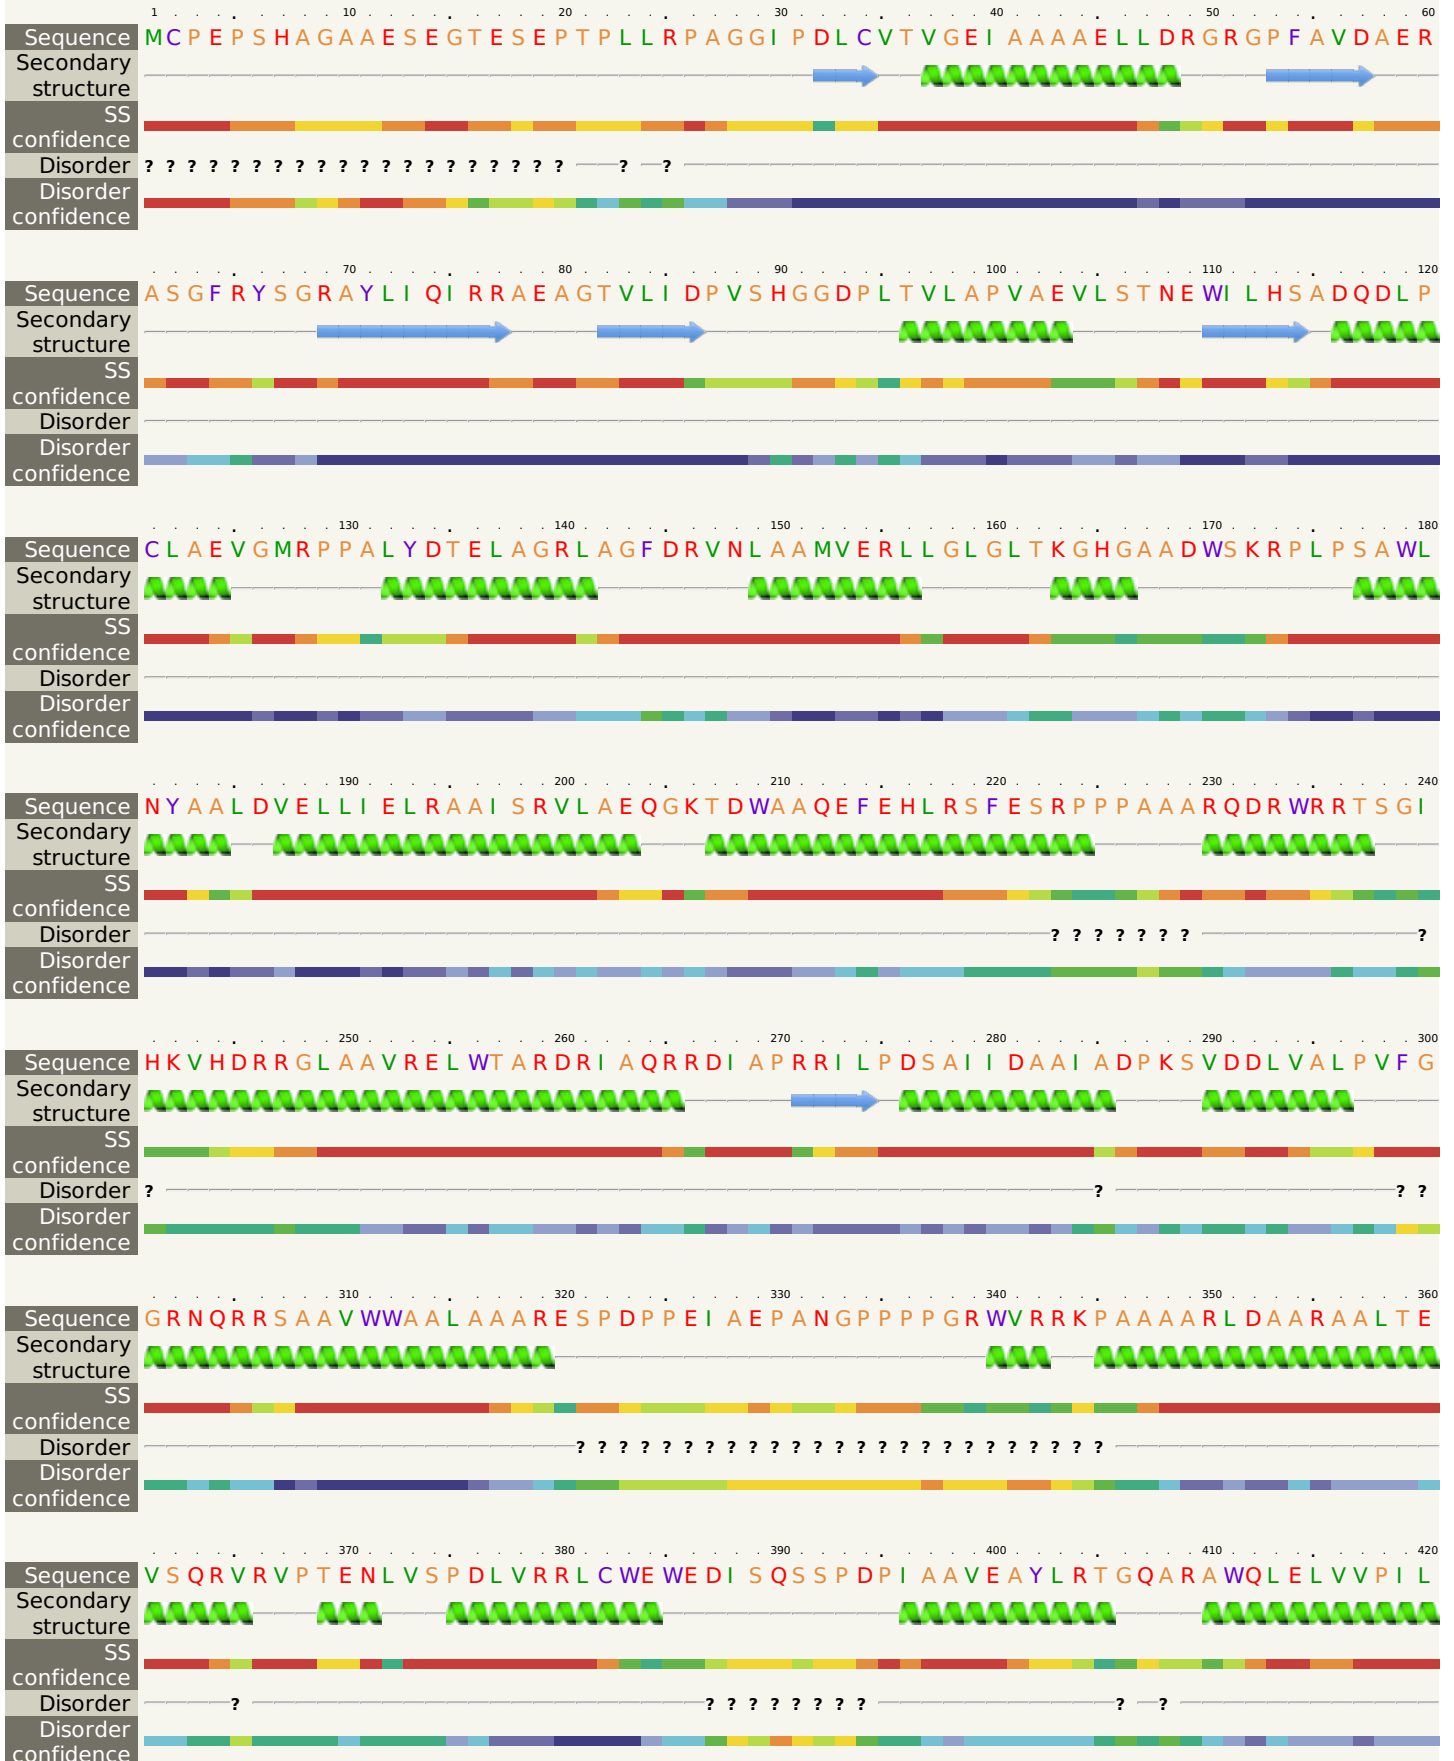 1 10 20 30 40 50 60
Sequence MCPEPSHAGAAESEGTESEPTPLLRPAGGIPDLCVTVGEIAAAAELLDRGRGPFAVDAER
Secondary
structure
SS
confidence
Disorder ? ? ? ? ? ? ? ? ? ? ? ? ? ? ? ? ? ? ? ? ? ?
Disorder
confidence
70 80 90 100 110 120
Sequence ASGFRYSGRAYLIQIRRAEAGTVLIDPVSHGGDPLTVLAPVAEVLSTNEWILHSADQDLP
Secondary
structure
SS
confidence
Disorder
Disorder
confidence
130 140 150 160 170 180
Sequence CLAEVGMRPPALYDTELAGRLAGFDRVNLAAMVERLLGLGLTKGHGAADWSKRPLPSAWL
Secondary
structure
SS
confidence
Disorder
Disorder
confidence
190 200 210 220 230 240
Sequence NYAALDVELLIELRAAISRVLAEQGKTDWAAQEFEHLRSFESRPPPAAARQDRWRRTSGI
Secondary
structure
SS
confidence
Disorder ? ? ? ? ? ? ? ?
Disorder
confidence
250 260 270 280 290 300
Sequence HKVHDRRGLAAVRELWTARDRIAQRRDIAPRRILPDSAIIDAAIADPKSVDDLVALPVFG
Secondary
structure
SS
confidence
Disorder ? ? ? ?
Disorder
confidence
310 320 330 340 350 360
Sequence GRNQRRSAAVWWAALAAARESPDPPEIAEPANGPPPPGRWVRRKPAAAARLDAARAALTE
Secondary
structure
SS
confidence
Disorder ? ? ? ? ? ? ? ? ? ? ? ? ? ? ? ? ? ? ? ? ? ? ? ? ?
Disorder
confidence
370 380 390 400 410 420
Sequence VSQRVRVPTENLVSPDLVRRLCWEWEDISQSSPDPIAAVEAYLRTGQARAWQLELVVPIL
Secondary
structure
SS
confidence
Disorder ? ? ? ? ? ? ? ? ? ? ?
Disorder
confidence